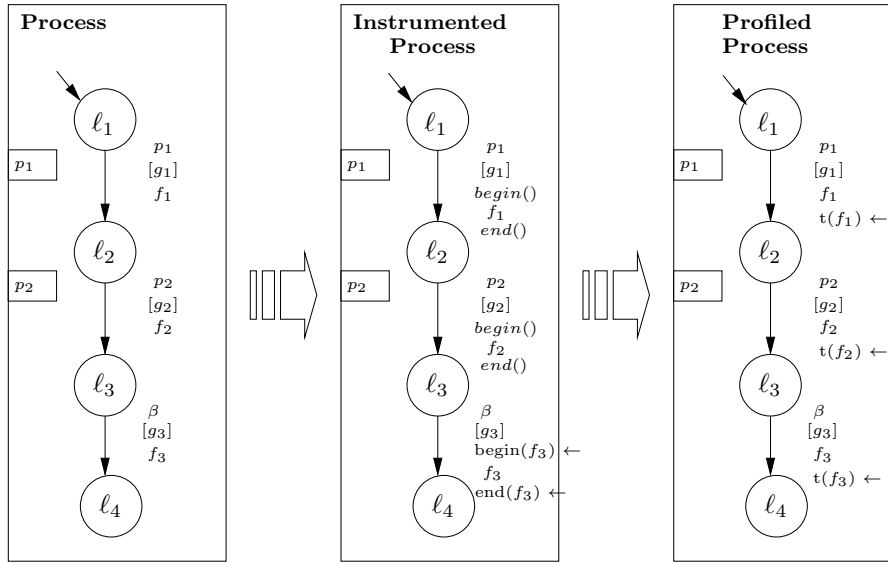 Process
ℓ₁
p₁
[g₁]
f₁
p₁
ℓ₂
p₂
[g₂]
f₂
p₂
ℓ₃
β
[g₃]
f₃
ℓ₄
Instrumented
Process
ℓ₁
p₁
[g₁]
begin()
f₁
end()
p₁
ℓ₂
p₂
[g₂]
begin()
f₂
end()
p₂
ℓ₃
β
[g₃]
begin(f₃) ←
f₃
end(f₃) ←
ℓ₄
Profiled
Process
ℓ₁
p₁
[g₁]
f₁
t(f₁) ←
p₁
ℓ₂
p₂
[g₂]
f₂
t(f₂) ←
p₂
ℓ₃
β
[g₃]
f₃
t(f₃) ←
ℓ₄